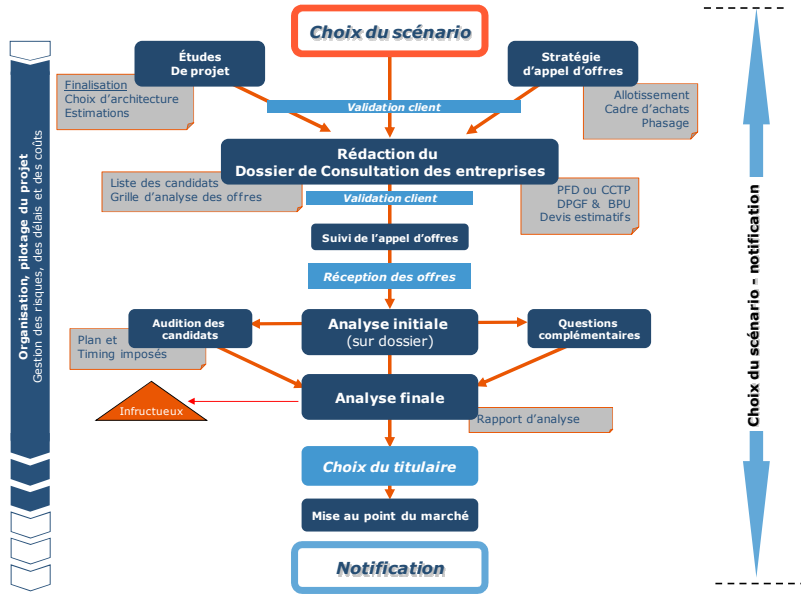 Choix du scénario
Études
De projet
Stratégie
d'appel d'offres
Finalisation
Choix d'architecture
Estimations
Allotissement
Cadre d'achats
Phasage
Validation client
Rédaction du
Dossier de Consultation des entreprises
Liste des candidats
Grille d'analyse des offres
Validation client
PFD ou CCTP
DPGF & BPU
Devis estimatifs
Suivi de l'appel d'offres
Réception des offres
Audition des
candidats
Analyse initiale
(sur dossier)
Questions
complémentaires
Plan et
Timing imposés
Analyse finale
Infructueux
Rapport d'analyse
Choix du titulaire
Mise au point du marché
Notification
Organisation, pilotage du projet
Gestion des risques, des délais et des coûts
Choix du scénario - notification